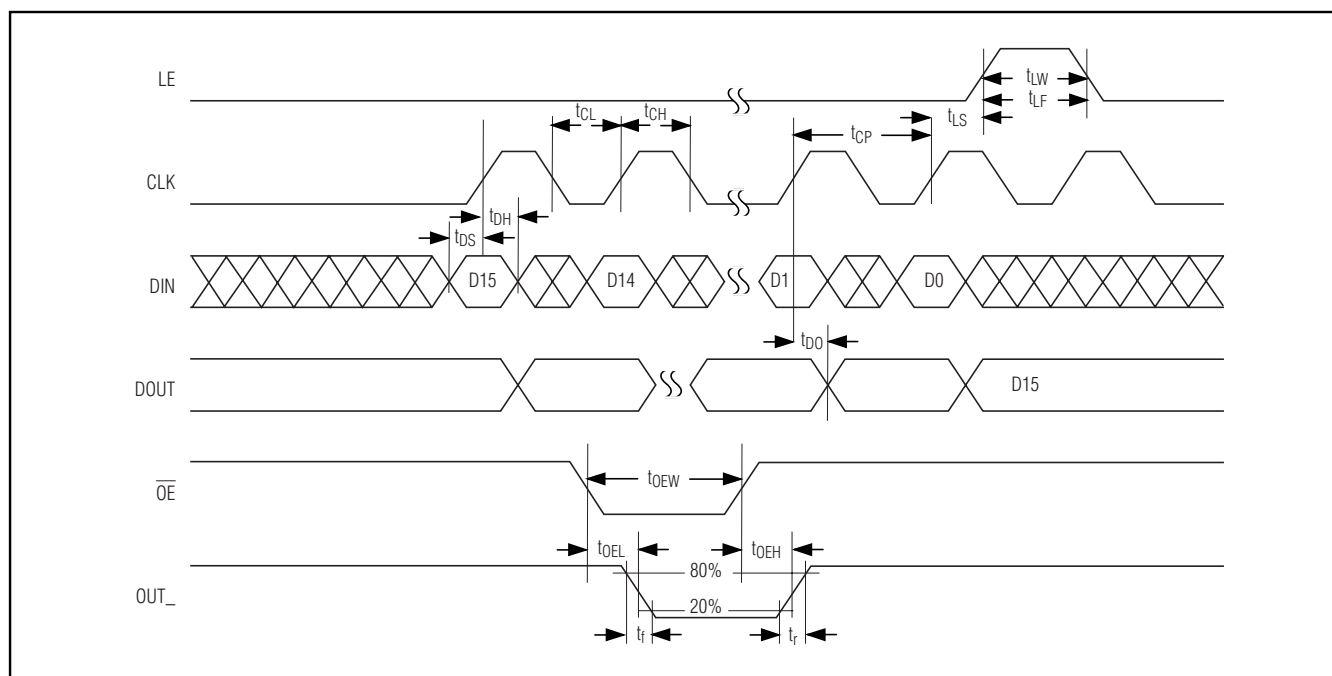 LE
tLW
tLF
tCL
tCH
tLS
tCP
CLK
tDH
tDS
DIN
D15
D14
D1
D0
tDO
DOUT
D15
OE
tOEW
tOEL
tOEH
80%
OUT_
20%
tf
tr